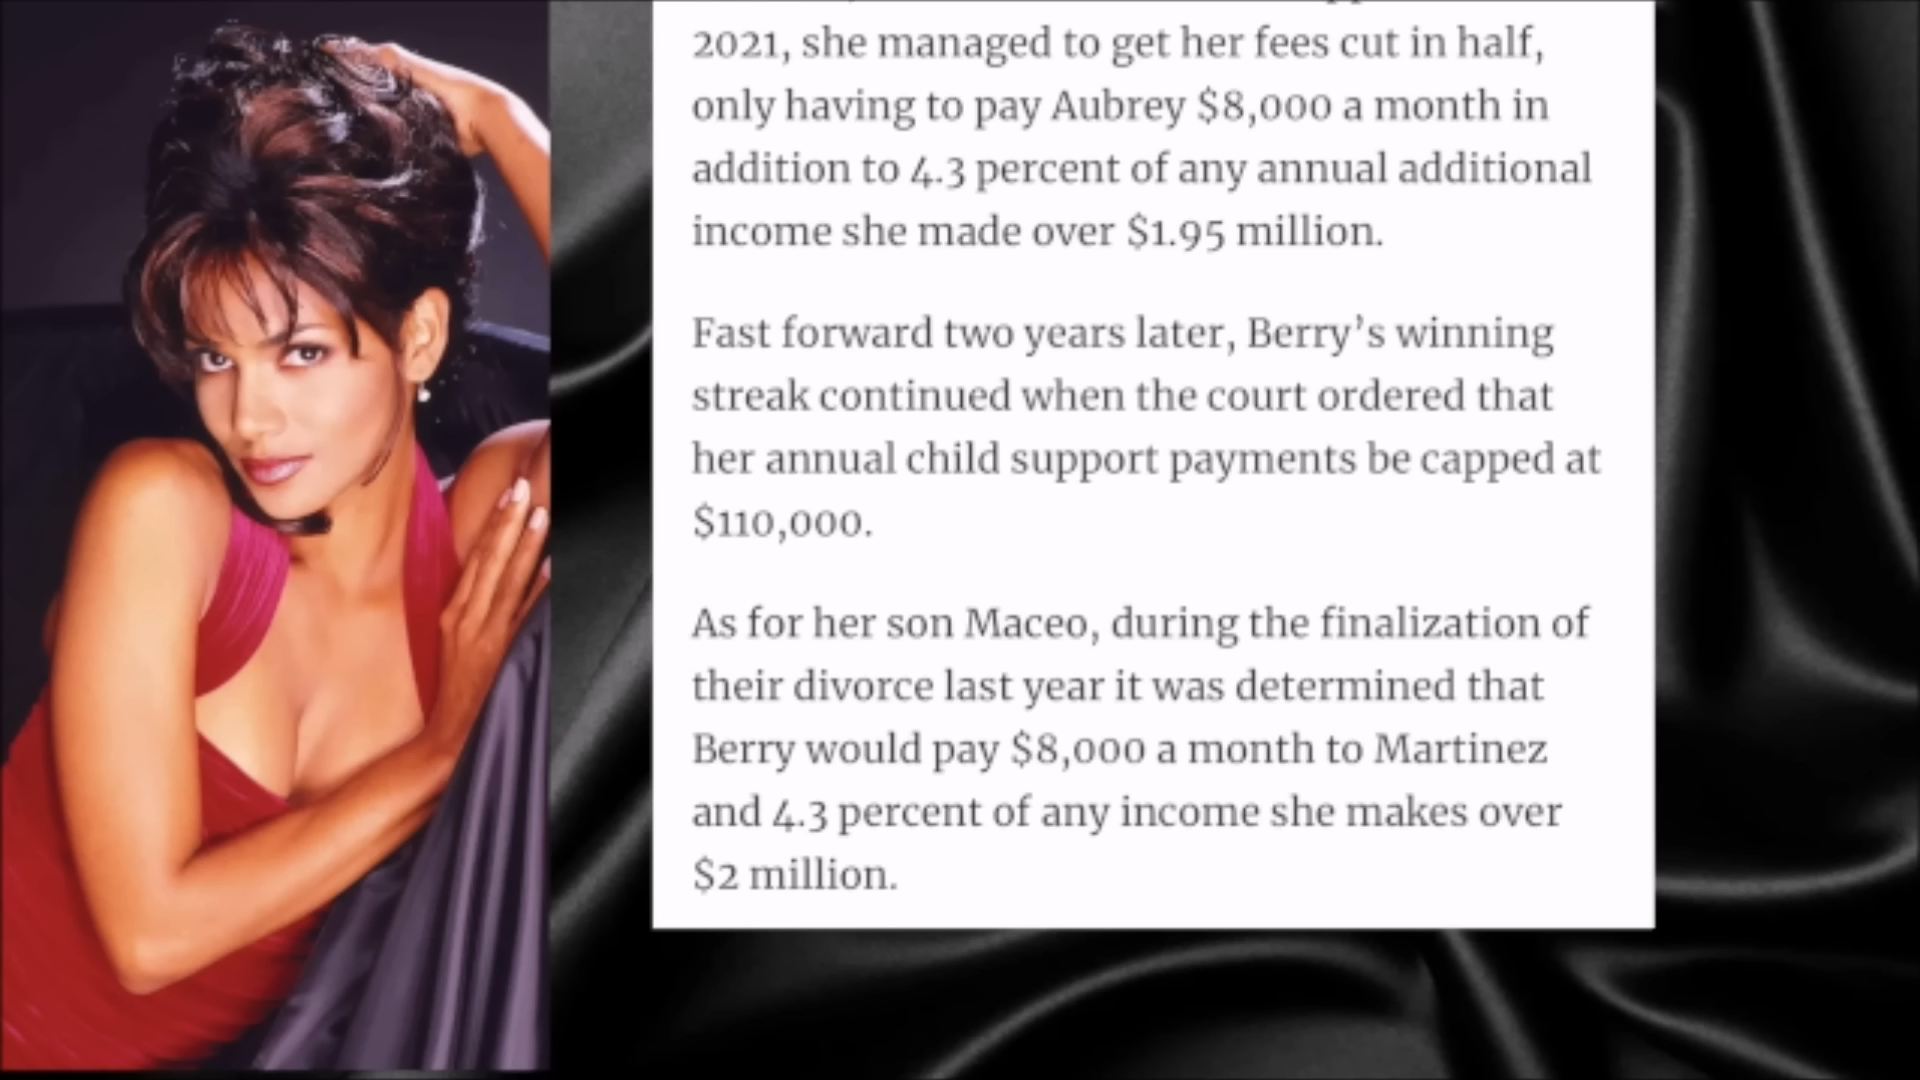 2021, she managed to get her fees cut in half,
only having to pay Aubrey $8,000 a month in
addition to 4.3 percent of any annual additional
income she made over $1.95 million.
Fast forward two years later, Berry’s winning
streak continued when the court ordered that
her annual child support payments be capped at
$110,000.
As for her son Maceo, during the finalization of
their divorce last year it was determined that
Berry would pay $8,000 a month to Martinez
and 4.3 percent of any income she makes over
$2 million.